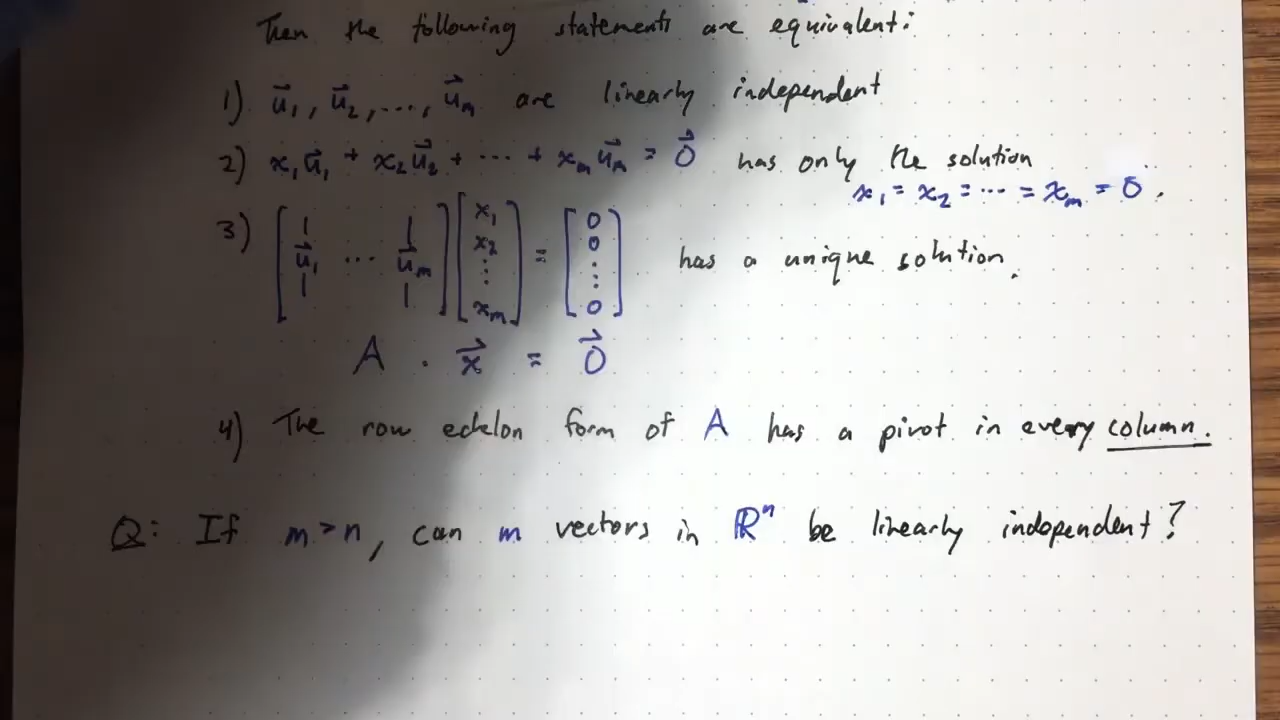 Then the following statements are equivalent:
1) u⃗₁, u⃗₂, ..., u⃗ₘ are linearly independent
2) x₁u⃗₁ + x₂u⃗₂ + ··· + xₘu⃗ₘ = 0⃗ has only the solution
x₁ = x₂ = ··· = xₘ = 0.
3) [u⃗₁ ... u⃗ₘ] [x₁ x₂ ⋮ xₘ] = [0 0 ⋮ 0] has a unique solution.
A · x⃗ = 0⃗
4) The row echelon form of A has a pivot in every column.
Q: If m > n, can m vectors in ℝⁿ be linearly independent?